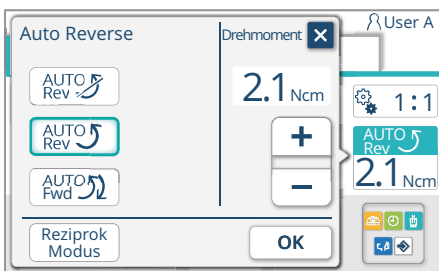 Auto Reverse
Drehmoment
User A
AUTO
Rev
2.1 Ncm
1:1
AUTO
Rev
+
AUTO
Rev
2.1 Ncm
AUTO
Fwd
−
Reziprok
Modus
OK